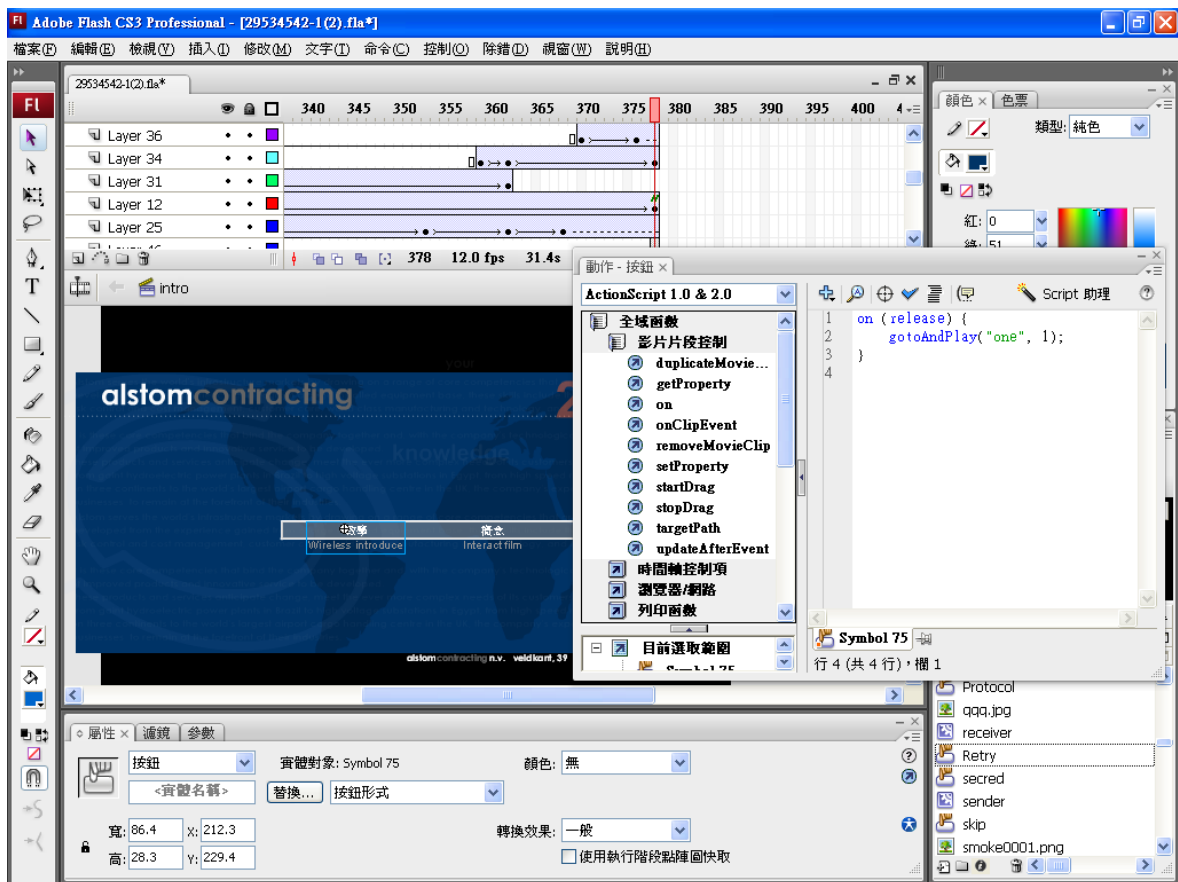 Adobe Flash CS3 Professional - [29534542-1(2).fla*]
檔案(F) 編輯(E) 檢視(V) 插入(I) 修改(M) 文字(T) 命令(C) 控制(O) 除錯(D) 視窗(W) 說明(H)
29534542-1(2).fla*
340 345 350 355 360 365 370 375 380 385 390 395 400 4
Layer 36
Layer 34
Layer 31
Layer 12
Layer 25
378 12.0 fps 31.4s
intro
your
alstomcontracting
2
knowledge
攻擊 概念
Wireless introduce Interact film
alstom contracting n.v. veldkant, 39
顏色 × 色票
類型: 純色
紅: 0
綠: 51
動作 - 按鈕 ×
ActionScript 1.0 & 2.0
Script 助理
全域函數
影片片段控制
duplicateMovie...
getProperty
on
onClipEvent
removeMovieClip
setProperty
startDrag
stopDrag
targetPath
updateAfterEvent
時間軸控制項
瀏覽器/網路
列印函數
目前選取範圍
Symbol 75
1 on (release) {
2 gotoAndPlay("one", 1);
3 }
4
Symbol 75
行 4 (共 4 行),欄 1
Protocol
qqq.jpg
receiver
Retry
secred
sender
skip
smoke0001.png
屬性 × 濾鏡 參數
按鈕
<實體名稱>
實體對象: Symbol 75
替換... 按鈕形式
顏色: 無
寬: 86.4 X: 212.3
高: 28.3 Y: 229.4
轉換效果: 一般
使用執行階段點陣圖快取